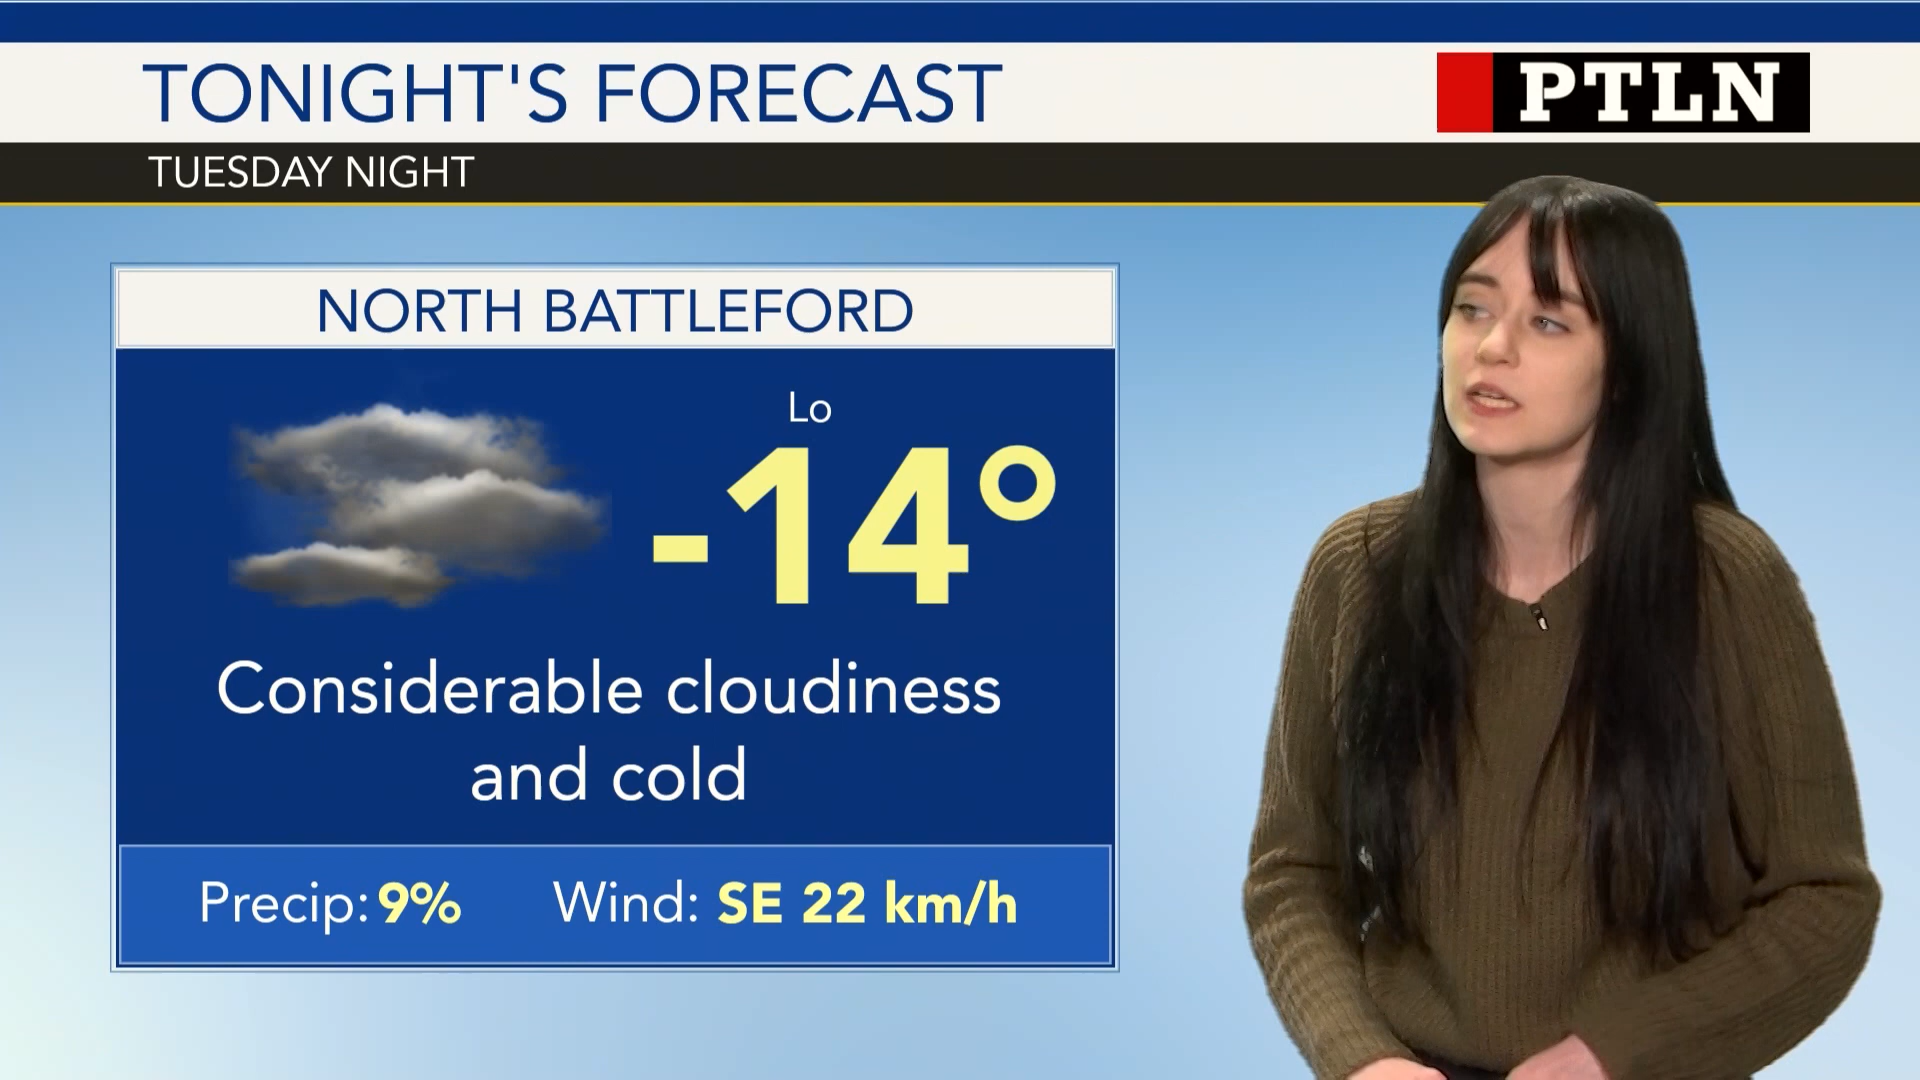 TONIGHT'S FORECAST
PTLN
TUESDAY NIGHT
NORTH BATTLEFORD
Lo
-14°
Considerable cloudiness
and cold
Precip: 9% Wind: SE 22 km/h